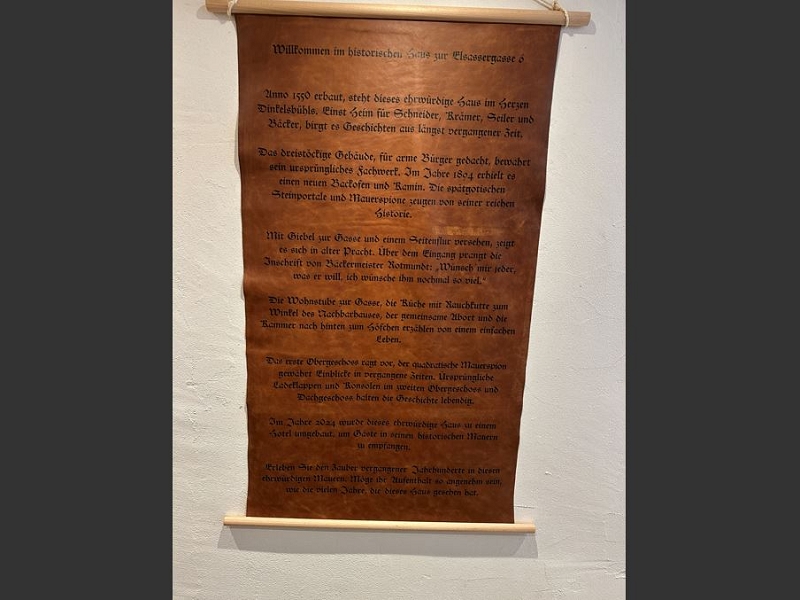 Willkommen im historischen Haus zur Elsassergasse 6
Anno 1550 erbaut, steht dieses ehrwürdige Haus im Herzen
Dinkelsbühls. Einst Heim für Schneider, Krämer, Seiler und
Bäcker, birgt es Geschichten aus längst vergangener Zeit.
Das dreistöckige Gebäude, für arme Bürger gedacht, bewahrt
sein ursprüngliches Fachwerk. Im Jahre 1804 erhielt es
einen neuen Backofen und Kamin. Die spätgotischen
Steinportale und Mauerspione zeugen von seiner reichen
Historie.
Mit Giebel zur Gasse und einem Seitenflur versehen, zeigt
es sich in alter Pracht. Über dem Eingang prangt die
Inschrift von Bäckermeister Rotmundt: „Wünsch mir jeder,
was er will, ich wünsche ihm nochmal so viel.“
Die Wohnstube zur Gasse, die Küche mit Rauchkutte zum
Winkel des Nachbarhauses, der gemeinsame Abort und die
Kammer nach hinten zum Höfchen erzählen von einem einfachen
Leben.
Das erste Obergeschoss ragt vor, der quadratische Mauerspion
gewährt Einblicke in vergangene Zeiten. Ursprüngliche
Ladeklappen und Konsolen im zweiten Obergeschoss und
Dachgeschoss halten die Geschichte lebendig.
Im Jahre 2024 wurde dieses ehrwürdige Haus zu einem
Hotel umgebaut, um Gäste in seinen historischen Mauern
zu empfangen.
Erleben Sie den Zauber vergangener Jahrhunderte in diesen
ehrwürdigen Mauern. Möge ihr Aufenthalt so angenehm sein,
wie die vielen Jahre, die dieses Haus gesehen hat.